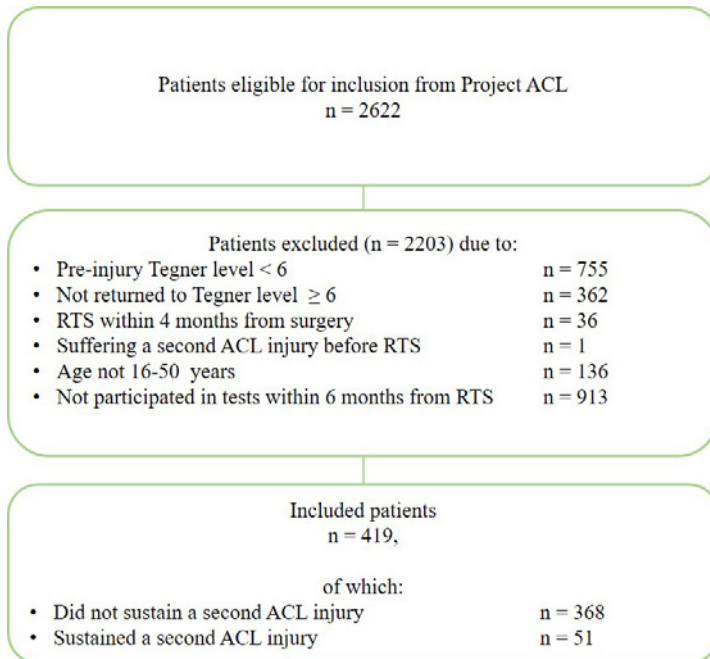 Patients eligible for inclusion from Project ACL
n = 2622
Patients excluded (n = 2203) due to:
• Pre-injury Tegner level < 6 n = 755
• Not returned to Tegner level ≥ 6 n = 362
• RTS within 4 months from surgery n = 36
• Suffering a second ACL injury before RTS n = 1
• Age not 16-50 years n = 136
• Not participated in tests within 6 months from RTS n = 913
Included patients
n = 419,
of which:
• Did not sustain a second ACL injury n = 368
• Sustained a second ACL injury n = 51